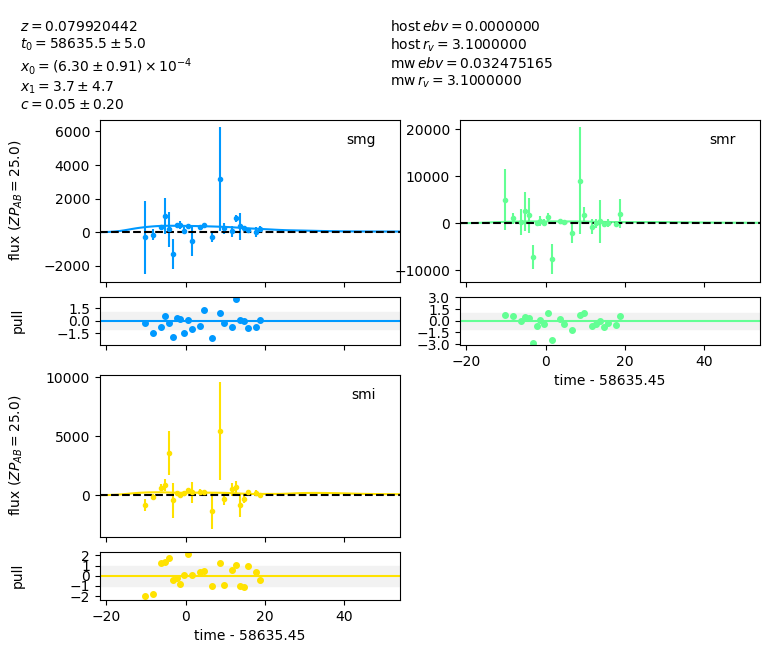 z = 0.079920442
t₀ = 58635.5 ± 5.0
x₀ = (6.30 ± 0.91) × 10⁻⁴
x₁ = 3.7 ± 4.7
c = 0.05 ± 0.20
host ebv = 0.0000000
host r_v = 3.1000000
mw ebv = 0.032475165
mw r_v = 3.1000000
smg
flux (ZP_AB = 25.0)
6000
4000
2000
0
−2000
pull
1.5
0.0
−1.5
smr
20000
10000
0
−10000
3.0
1.5
0.0
−1.5
−3.0
−20 0 20 40
time - 58635.45
smi
flux (ZP_AB = 25.0)
10000
5000
0
pull
2
1
0
−1
−2
−20 0 20 40
time - 58635.45